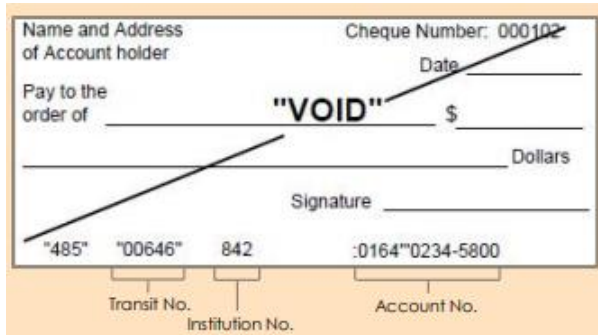 Name and Address
of Account holder
Cheque Number: 000102
Date
Pay to the
order of
"VOID"
$
Dollars
Signature
"485" "00646" 842 :0164"'0234-5800
Transit No.
Institution No.
Account No.